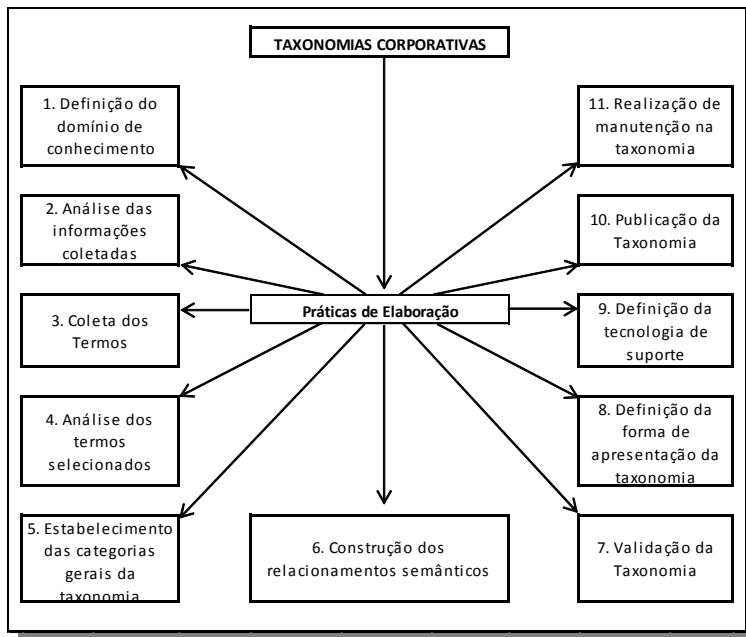 TAXONOMIAS CORPORATIVAS
1. Definição do
domínio de
conhecimento
2. Análise das
informações
coletadas
3. Coleta dos
Termos
4. Análise dos
termos
selecionados
5. Estabelecimento
das categorias
gerais da
taxonomia
Práticas de Elaboração
6. Construção dos
relacionamentos semânticos
11. Realização de
manutenção na
taxonomia
10. Publicação da
Taxonomia
9. Definição da
tecnologia de
suporte
8. Definição da
forma de
apresentação da
taxonomia
7. Validação da
Taxonomia